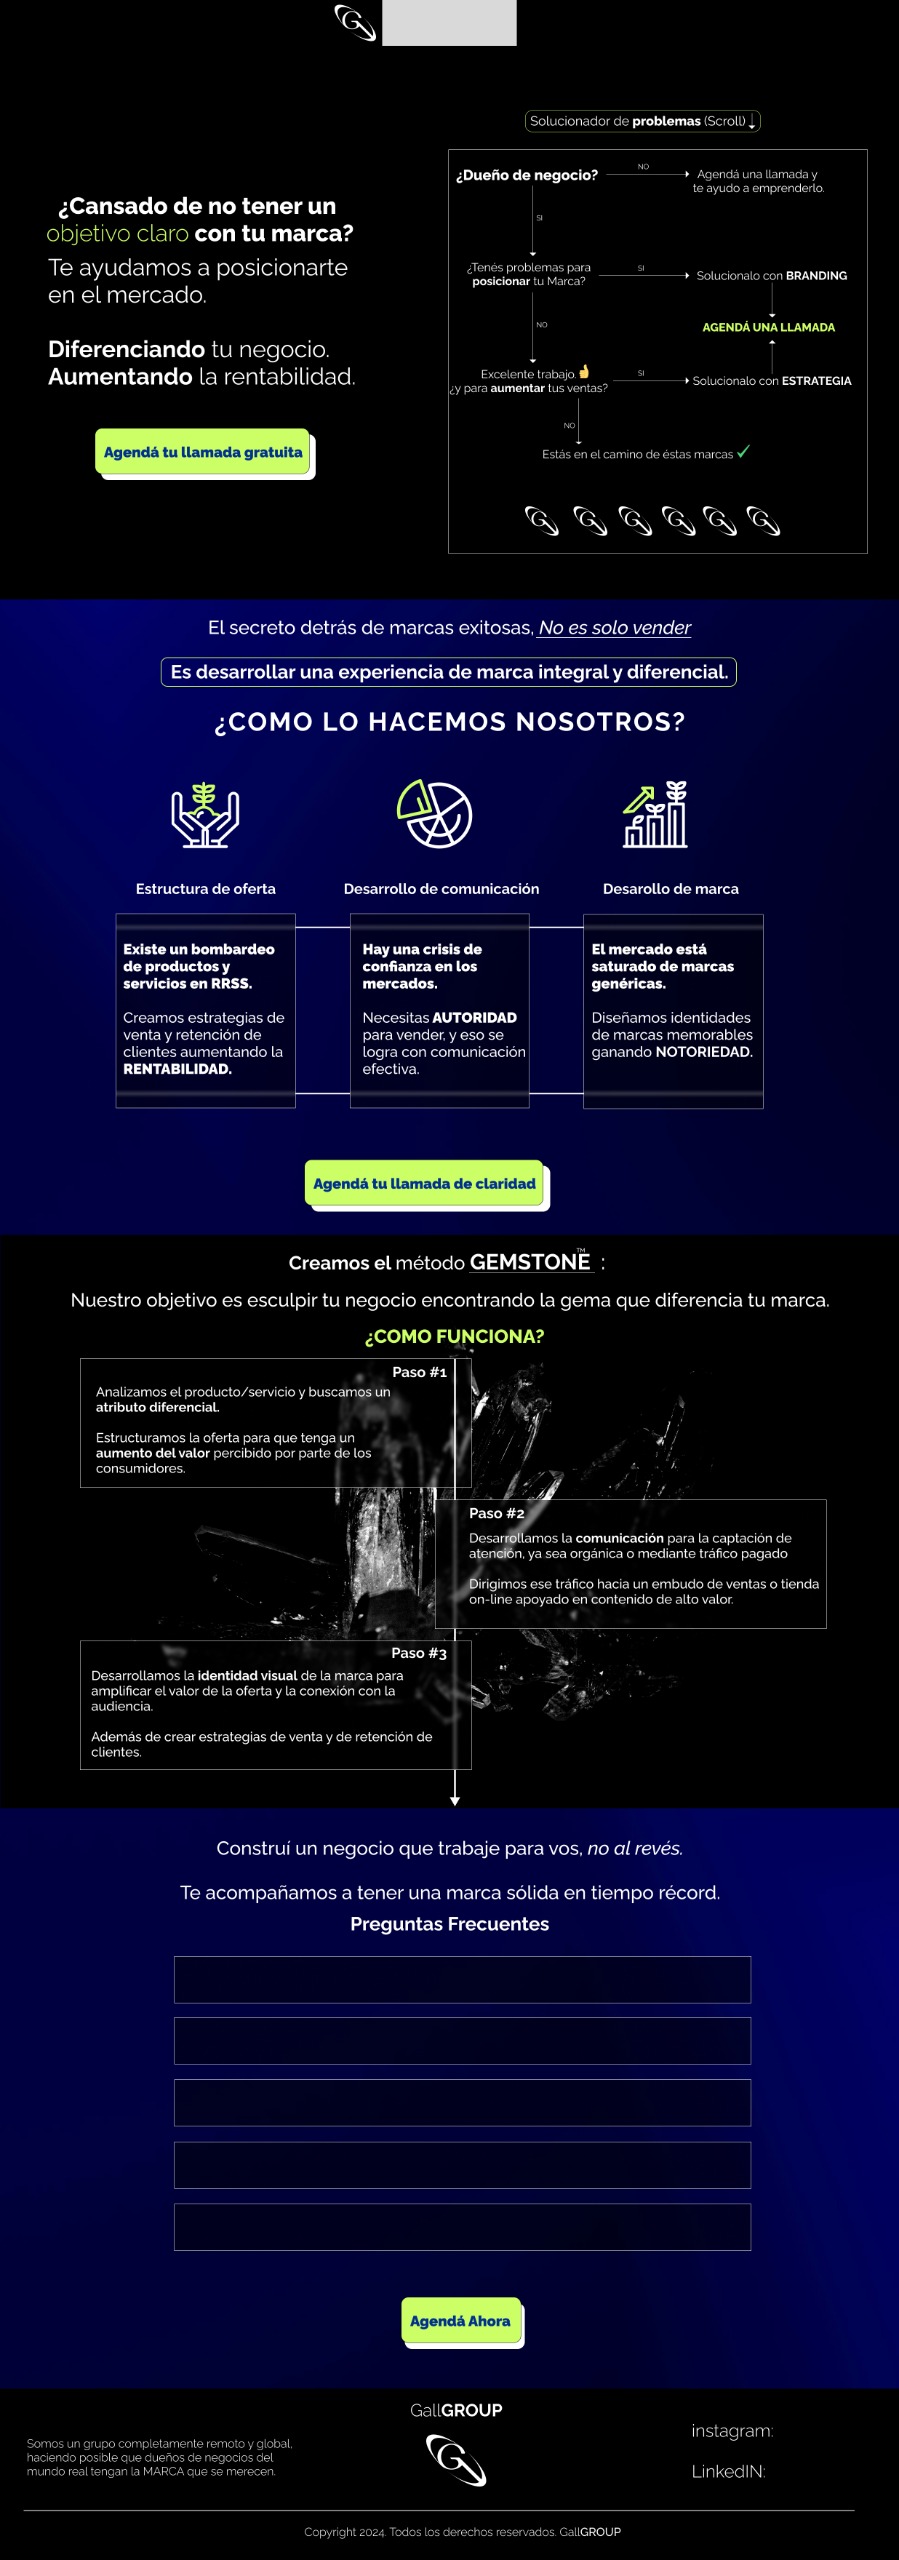 Solucionador de problemas (Scroll)
¿Cansado de no tener un
objetivo claro con tu marca?
Te ayudamos a posicionarte
en el mercado.
Diferenciando tu negocio.
Aumentando la rentabilidad.
Agendá tu llamada gratuita
¿Dueño de negocio?
NO
Agendá una llamada y
te ayudo a emprenderlo.
SI
¿Tenés problemas para
posicionar tu Marca?
SI
Solucionalo con BRANDING
NO
AGENDÁ UNA LLAMADA
Excelente trabajo
¿y para aumentar tus ventas?
SI
Solucionalo con ESTRATEGIA
NO
Estás en el camino de éstas marcas
El secreto detrás de marcas exitosas, No es solo vender
Es desarrollar una experiencia de marca integral y diferencial.
¿COMO LO HACEMOS NOSOTROS?
Estructura de oferta
Existe un bombardeo
de productos y
servicios en RRSS.
Creamos estrategias de
venta y retención de
clientes aumentando la
RENTABILIDAD.
Desarrollo de comunicación
Hay una crisis de
confianza en los
mercados.
Necesitas AUTORIDAD
para vender, y eso se
logra con comunicación
efectiva.
Desarollo de marca
El mercado está
saturado de marcas
genéricas.
Diseñamos identidades
de marcas memorables
ganando NOTORIEDAD.
Agendá tu llamada de claridad
Creamos el método GEMSTONE™ :
Nuestro objetivo es esculpir tu negocio encontrando la gema que diferencia tu marca.
¿COMO FUNCIONA?
Paso #1
Analizamos el producto/servicio y buscamos un
atributo diferencial.
Estructuramos la oferta para que tenga un
aumento del valor percibido por parte de los
consumidores.
Paso #2
Desarrollamos la comunicación para la captación de
atención, ya sea orgánica o mediante tráfico pagado
Dirigimos ese tráfico hacia un embudo de ventas o tienda
on-line apoyado en contenido de alto valor.
Paso #3
Desarrollamos la identidad visual de la marca para
amplificar el valor de la oferta y la conexión con la
audiencia.
Además de crear estrategias de venta y de retención de
clientes.
Construí un negocio que trabaje para vos, no al revés.
Te acompañamos a tener una marca sólida en tiempo récord.
Preguntas Frecuentes
Agendá Ahora
GallGROUP
Somos un grupo completamente remoto y global,
haciendo posible que dueños de negocios del
mundo real tengan la MARCA que se merecen.
instagram:
LinkedIN:
Copyright 2024. Todos los derechos reservados. GallGROUP